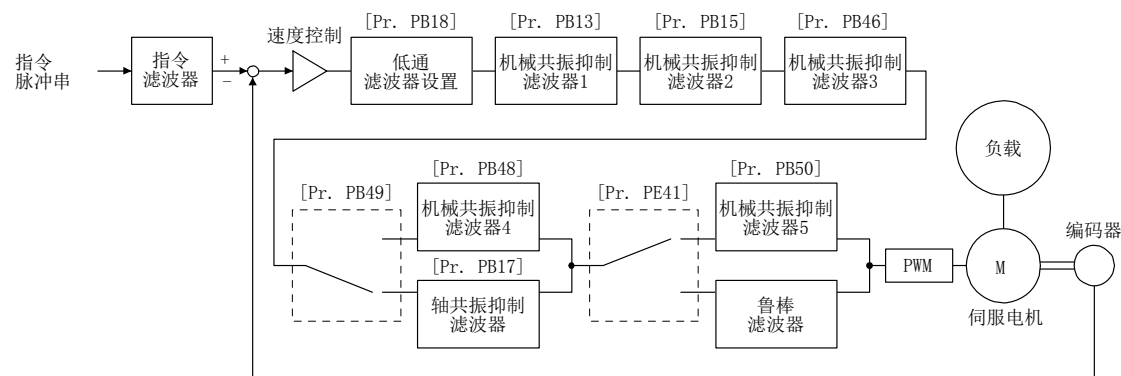 [Pr. PB18]
[Pr. PB13]
[Pr. PB15]
[Pr. PB46]
速度控制
指令
脉冲串
指令
滤波器
+
−
低通
滤波器设置
机械共振抑制
滤波器1
机械共振抑制
滤波器2
机械共振抑制
滤波器3
负载
[Pr. PB49]
[Pr. PB48]
[Pr. PE41]
[Pr. PB50]
机械共振抑制
滤波器4
机械共振抑制
滤波器5
编码器
[Pr. PB17]
PWM
M
轴共振抑制
滤波器
鲁棒
滤波器
伺服电机